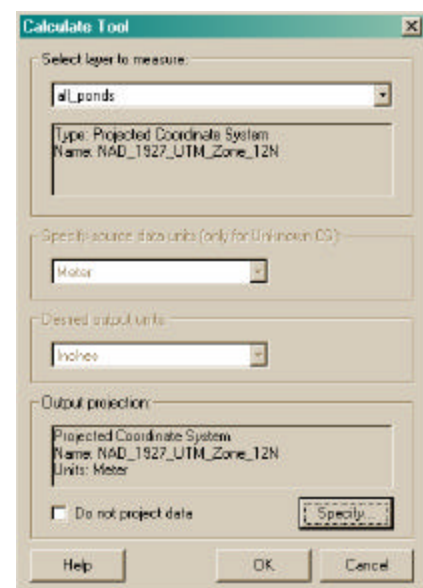 Calculate Tool
Select layer to measure:
all_ponds
Type: Projected Coordinate System
Name: NAD_1927_UTM_Zone_12N
Specify source data units (only for Unknown CS):
Meter
Desired output units
Inches
Output projection:
Projected Coordinate System
Name: NAD_1927_UTM_Zone_12N
Units: Meter
Do not project data
Specify...
Help
OK
Cancel